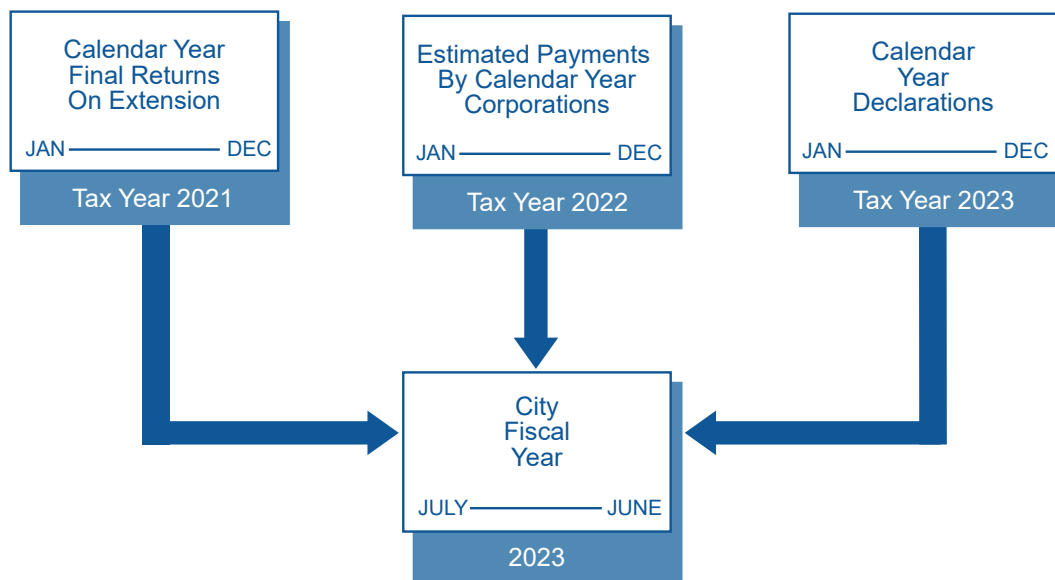 Calendar Year
Final Returns
On Extension
JAN DEC
Tax Year 2021
Estimated Payments
By Calendar Year
Corporations
JAN DEC
Tax Year 2022
Calendar
Year
Declarations
JAN DEC
Tax Year 2023
City
Fiscal
Year
JULY JUNE
2023